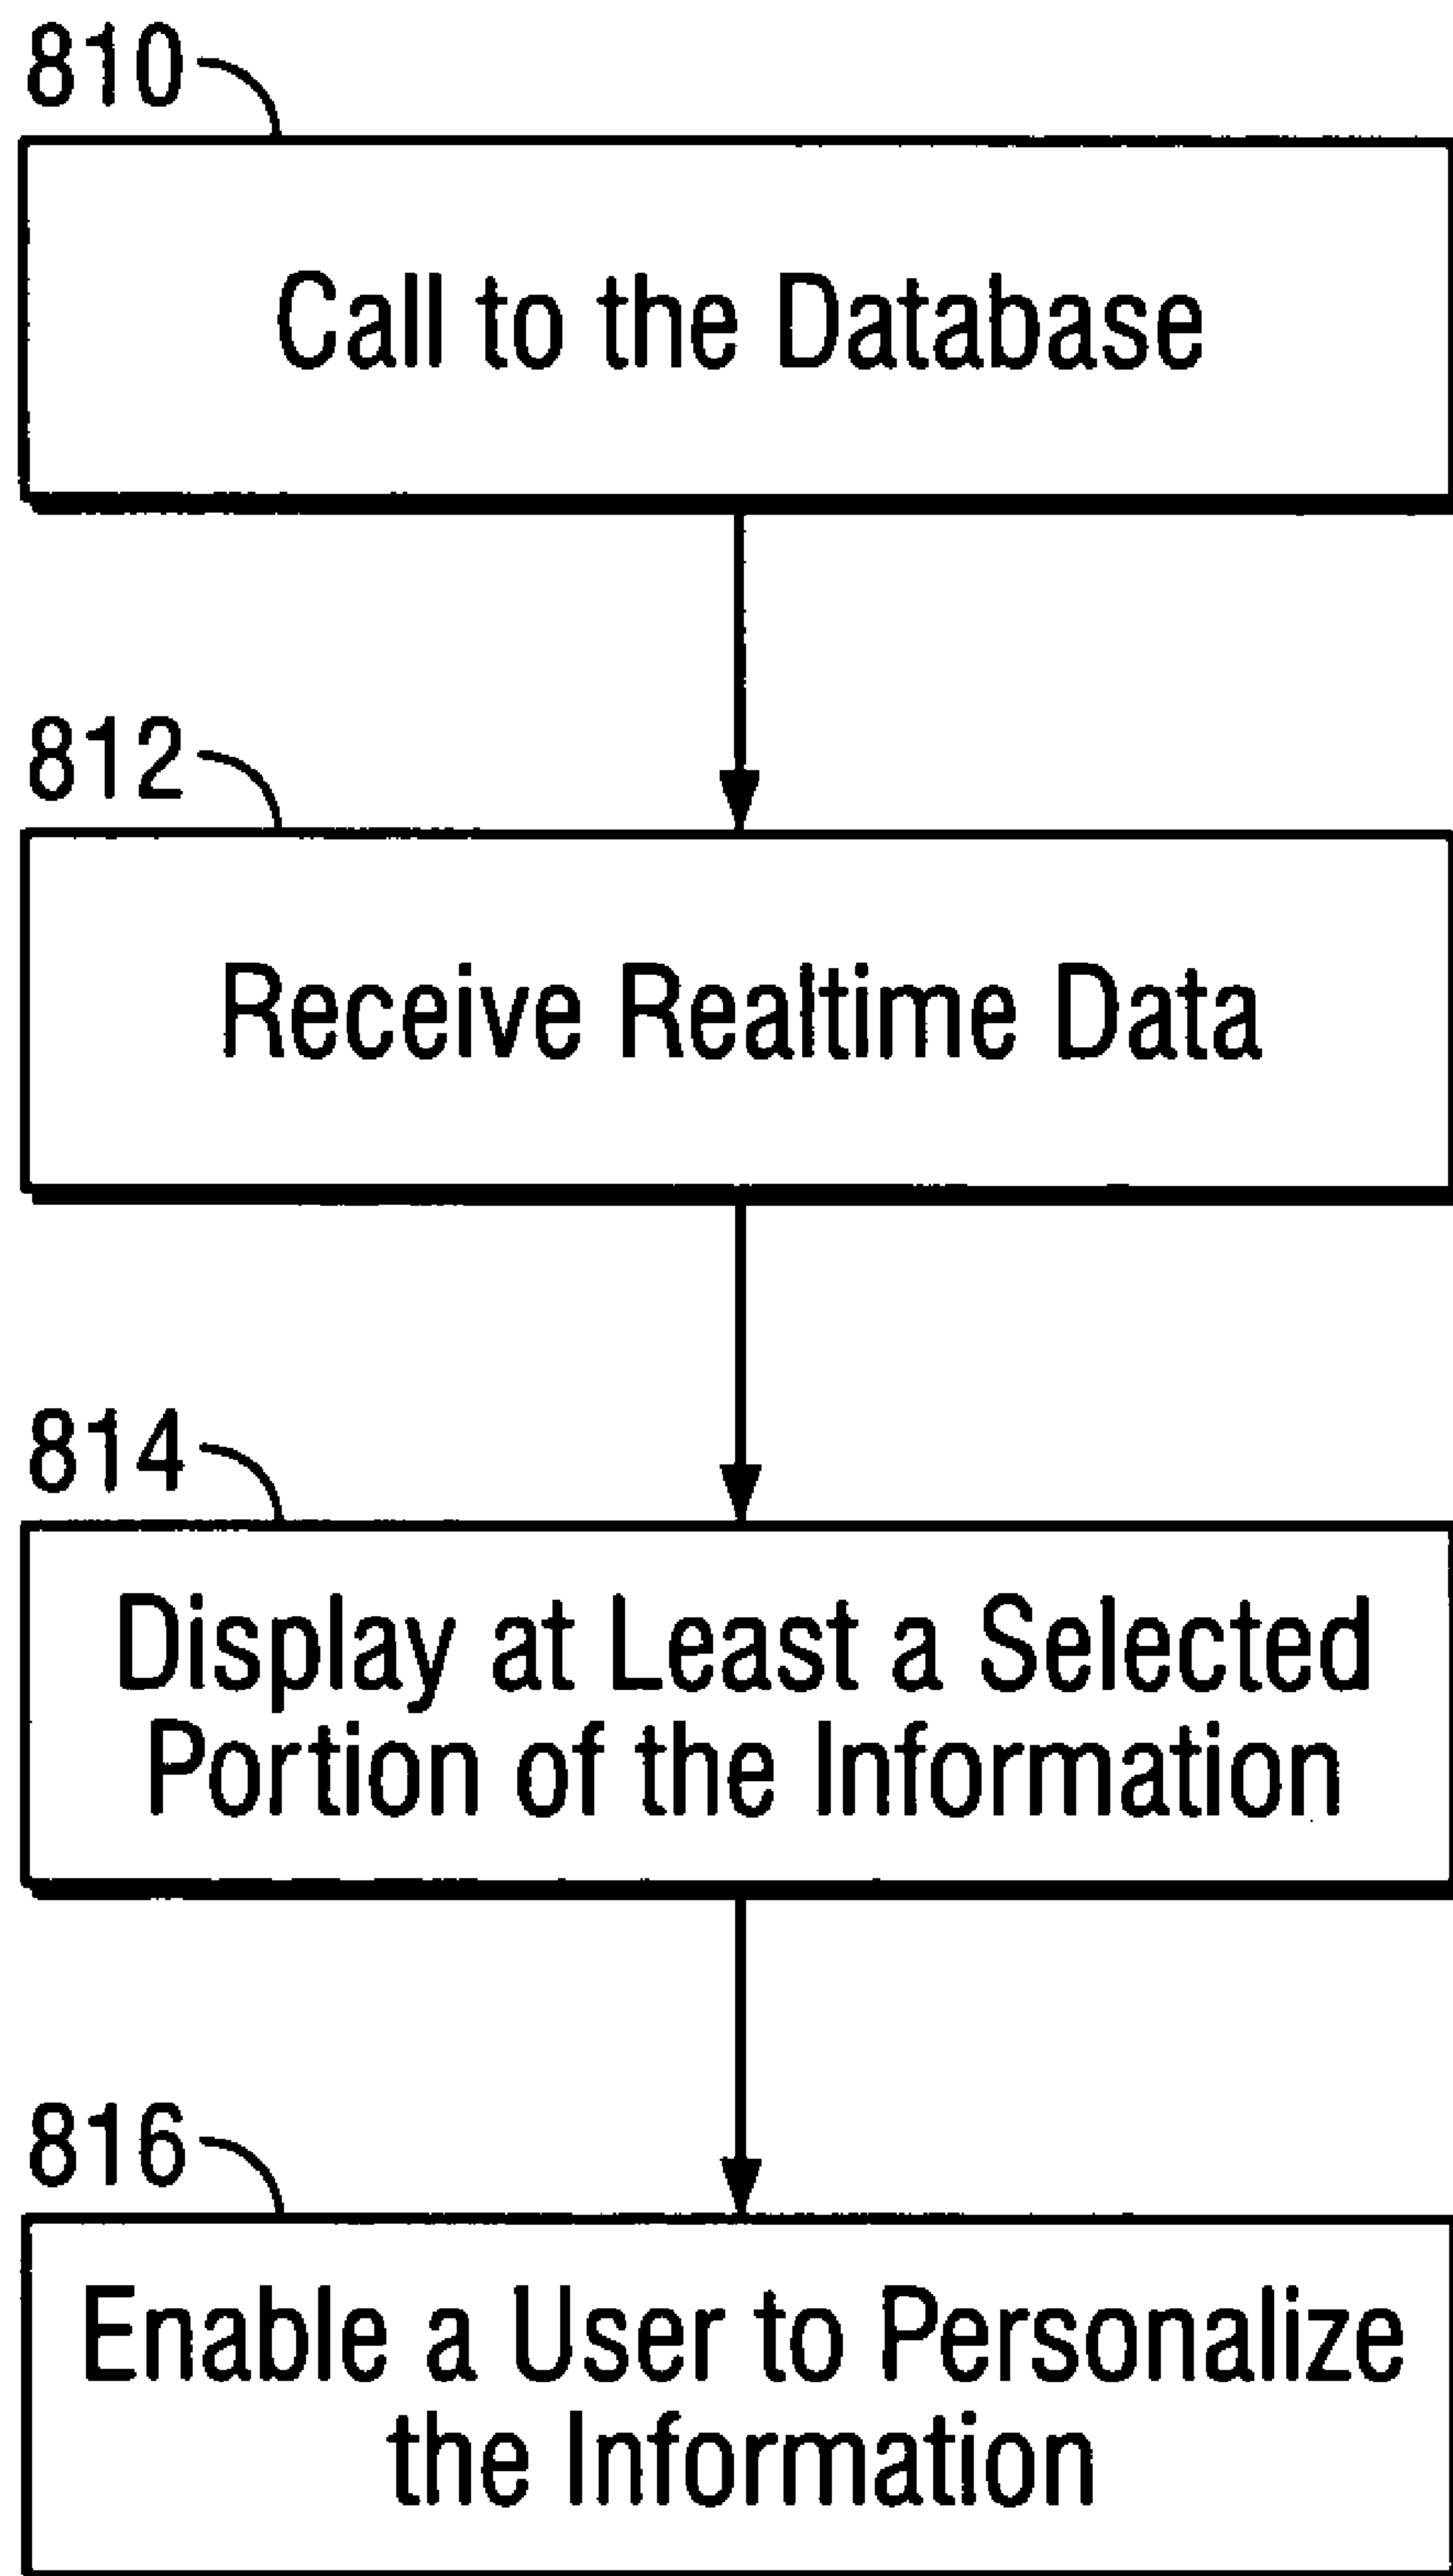 810
Call to the Database
812
Receive Realtime Data
814
Display at Least a Selected
Portion of the Information
816
Enable a User to Personalize
the Information